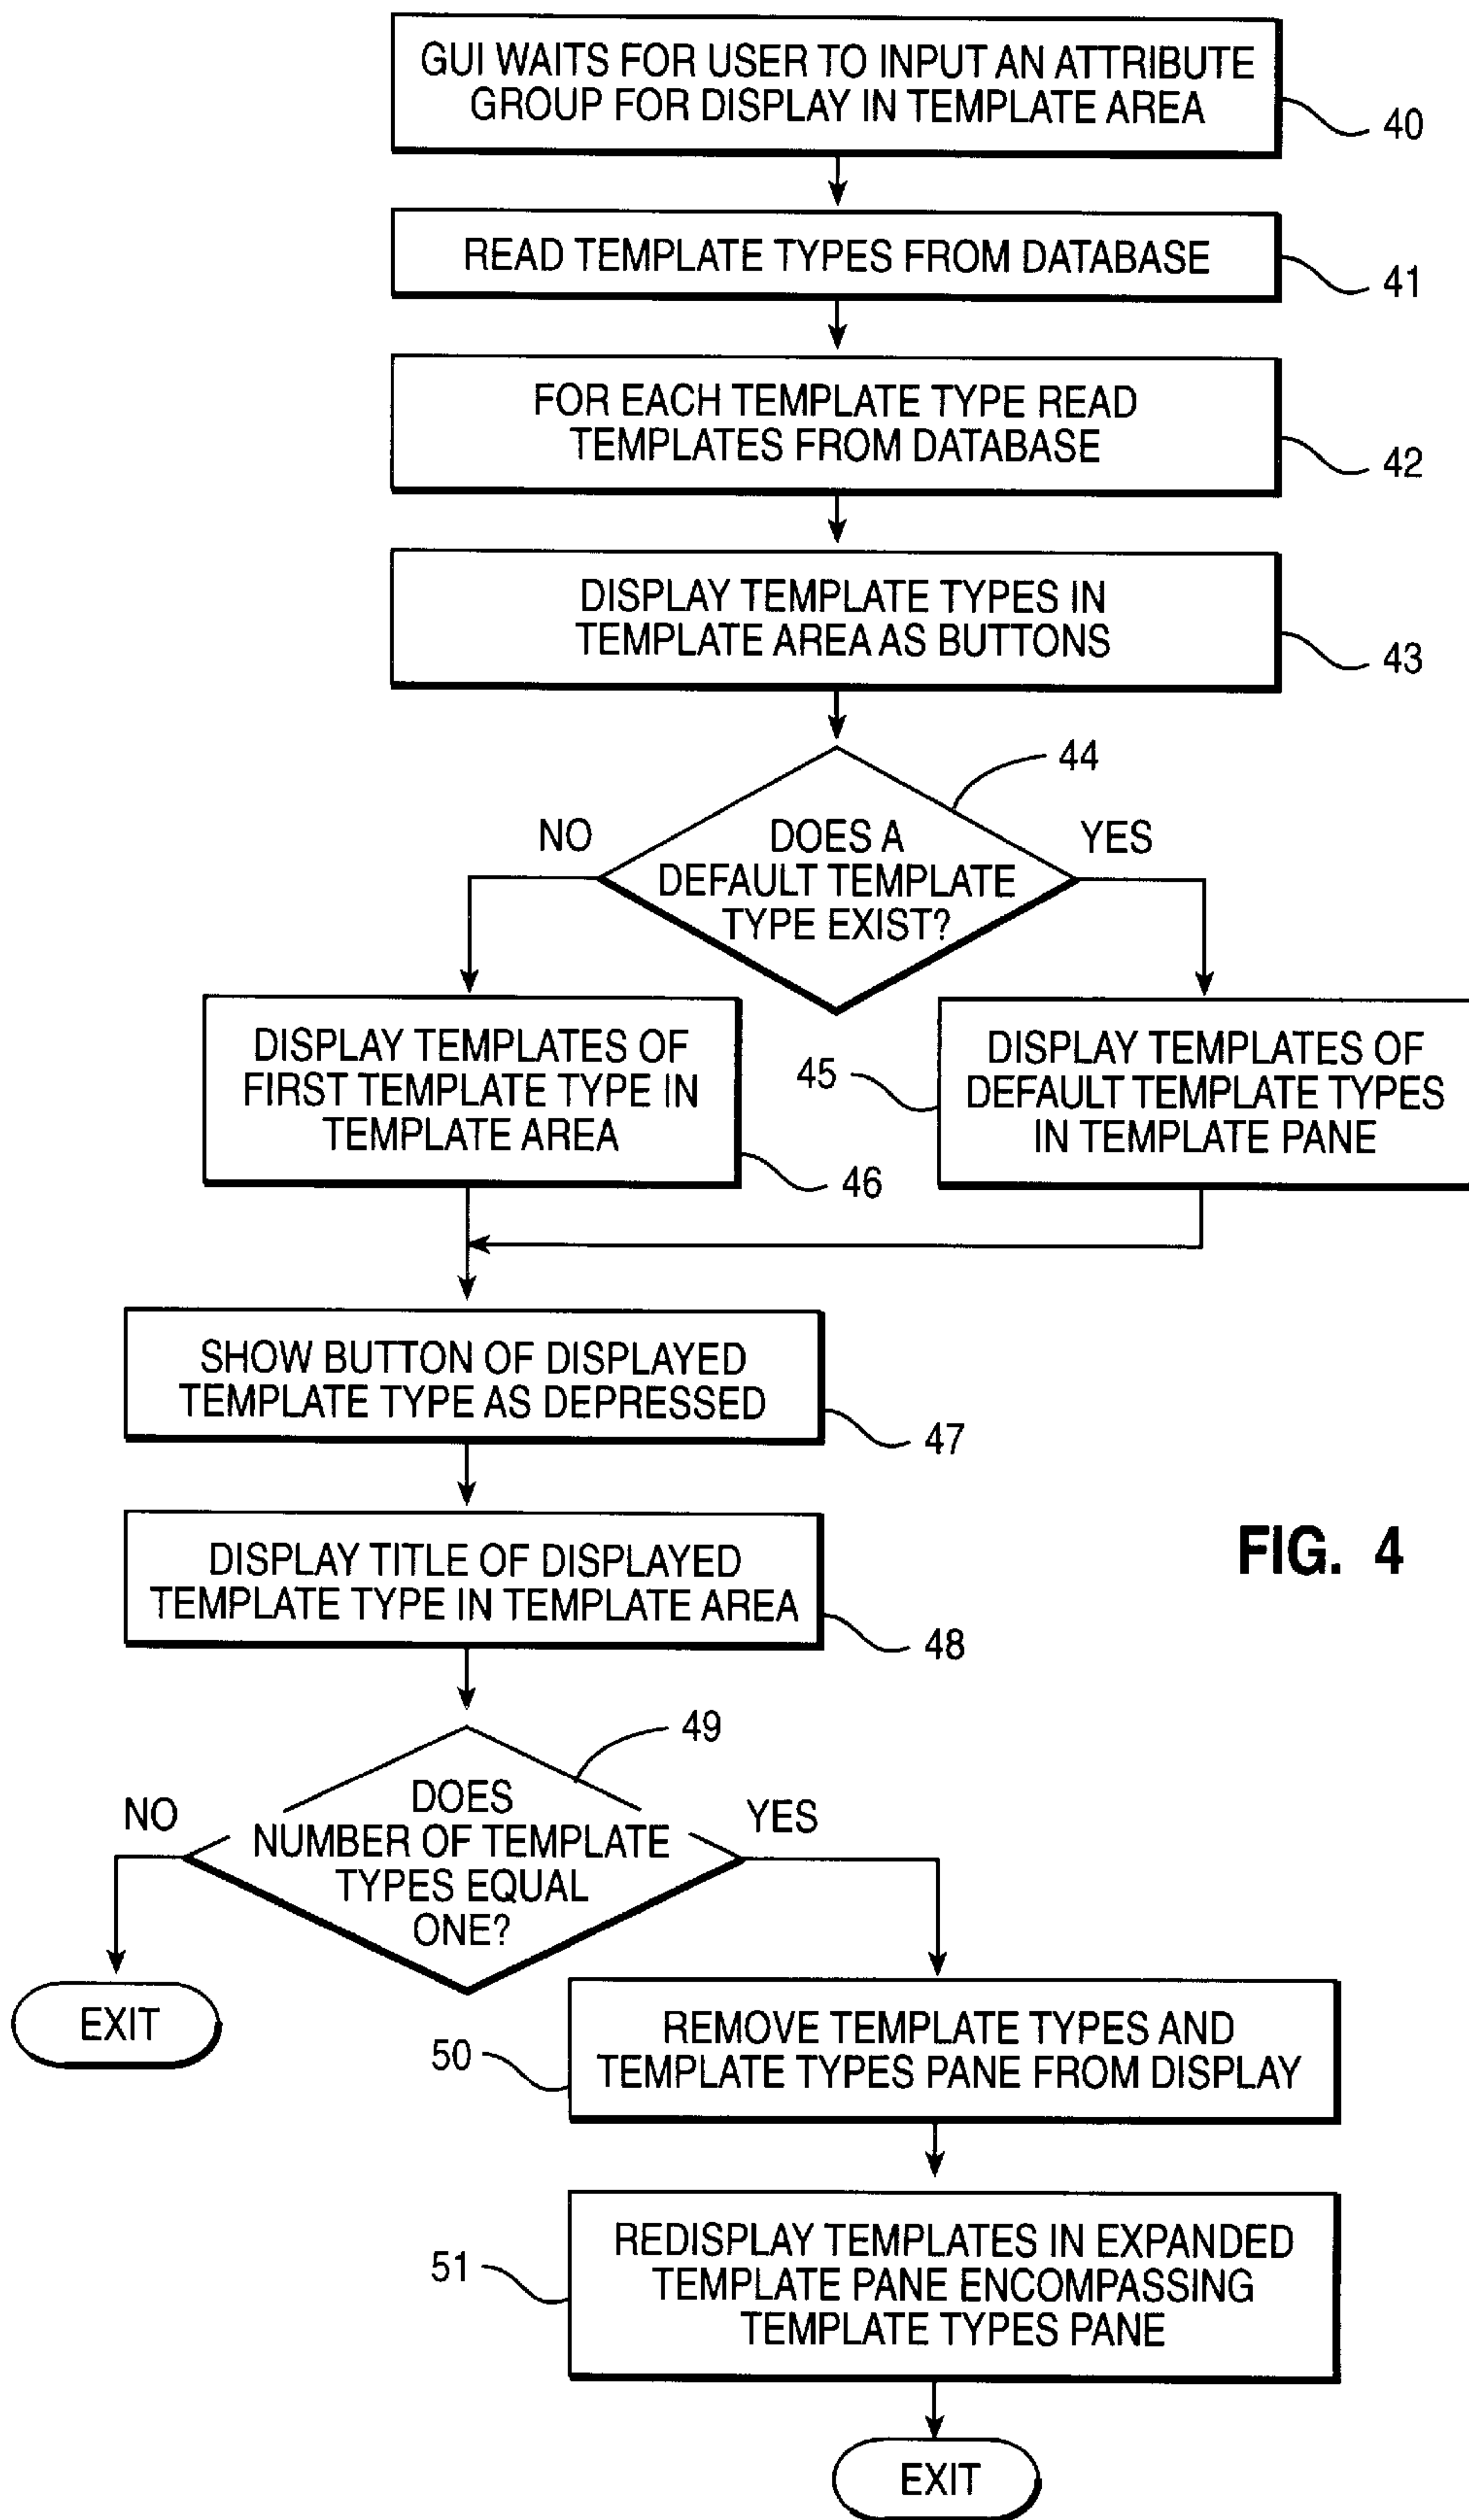 GUI WAITS FOR USER TO INPUT AN ATTRIBUTE
GROUP FOR DISPLAY IN TEMPLATE AREA
40
READ TEMPLATE TYPES FROM DATABASE
41
FOR EACH TEMPLATE TYPE READ
TEMPLATES FROM DATABASE
42
DISPLAY TEMPLATE TYPES IN
TEMPLATE AREA AS BUTTONS
43
44
NO
DOES A
DEFAULT TEMPLATE
TYPE EXIST?
YES
DISPLAY TEMPLATES OF
FIRST TEMPLATE TYPE IN
TEMPLATE AREA
46
45
DISPLAY TEMPLATES OF
DEFAULT TEMPLATE TYPES
IN TEMPLATE PANE
SHOW BUTTON OF DISPLAYED
TEMPLATE TYPE AS DEPRESSED
47
DISPLAY TITLE OF DISPLAYED
TEMPLATE TYPE IN TEMPLATE AREA
48
FIG. 4
49
NO
DOES
NUMBER OF TEMPLATE
TYPES EQUAL
ONE?
YES
EXIT
50
REMOVE TEMPLATE TYPES AND
TEMPLATE TYPES PANE FROM DISPLAY
51
REDISPLAY TEMPLATES IN EXPANDED
TEMPLATE PANE ENCOMPASSING
TEMPLATE TYPES PANE
EXIT